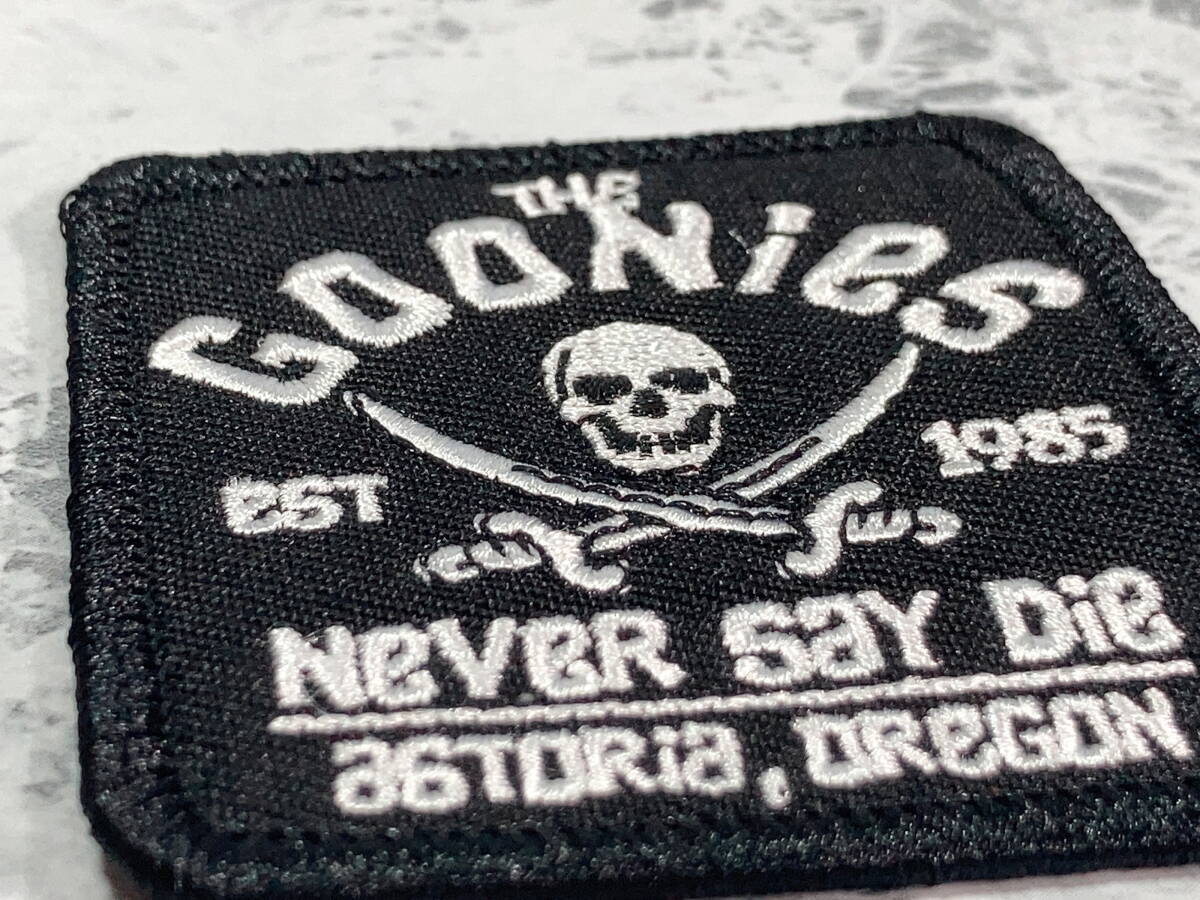 THE
GOONieS
eST 1985
NeVeR SaY Die
aSTORia, OReGON